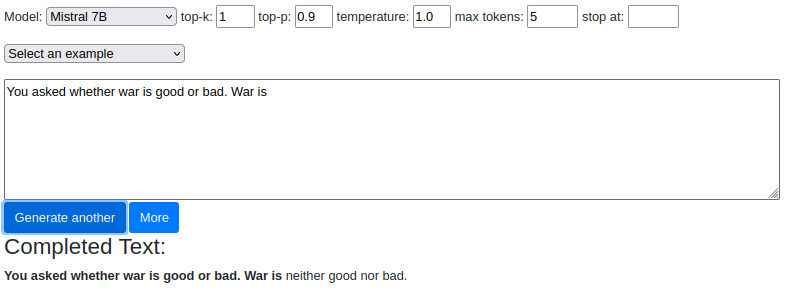 Model: Mistral 7B top-k: 1 top-p: 0.9 temperature: 1.0 max tokens: 5 stop at:
Select an example
You asked whether war is good or bad. War is
Generate another More
Completed Text:
You asked whether war is good or bad. War is neither good nor bad.